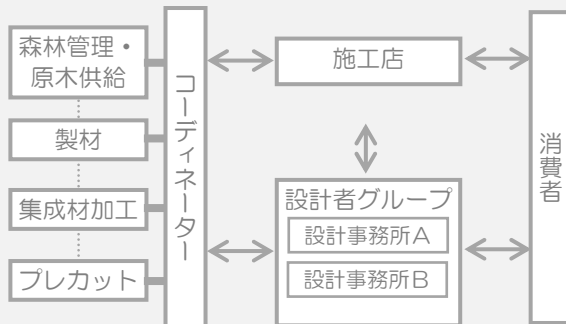 森林管理・
原木供給
製材
集成材加工
プレカット
コーディネーター
施工店
設計者グループ
設計事務所A
設計事務所B
消費者